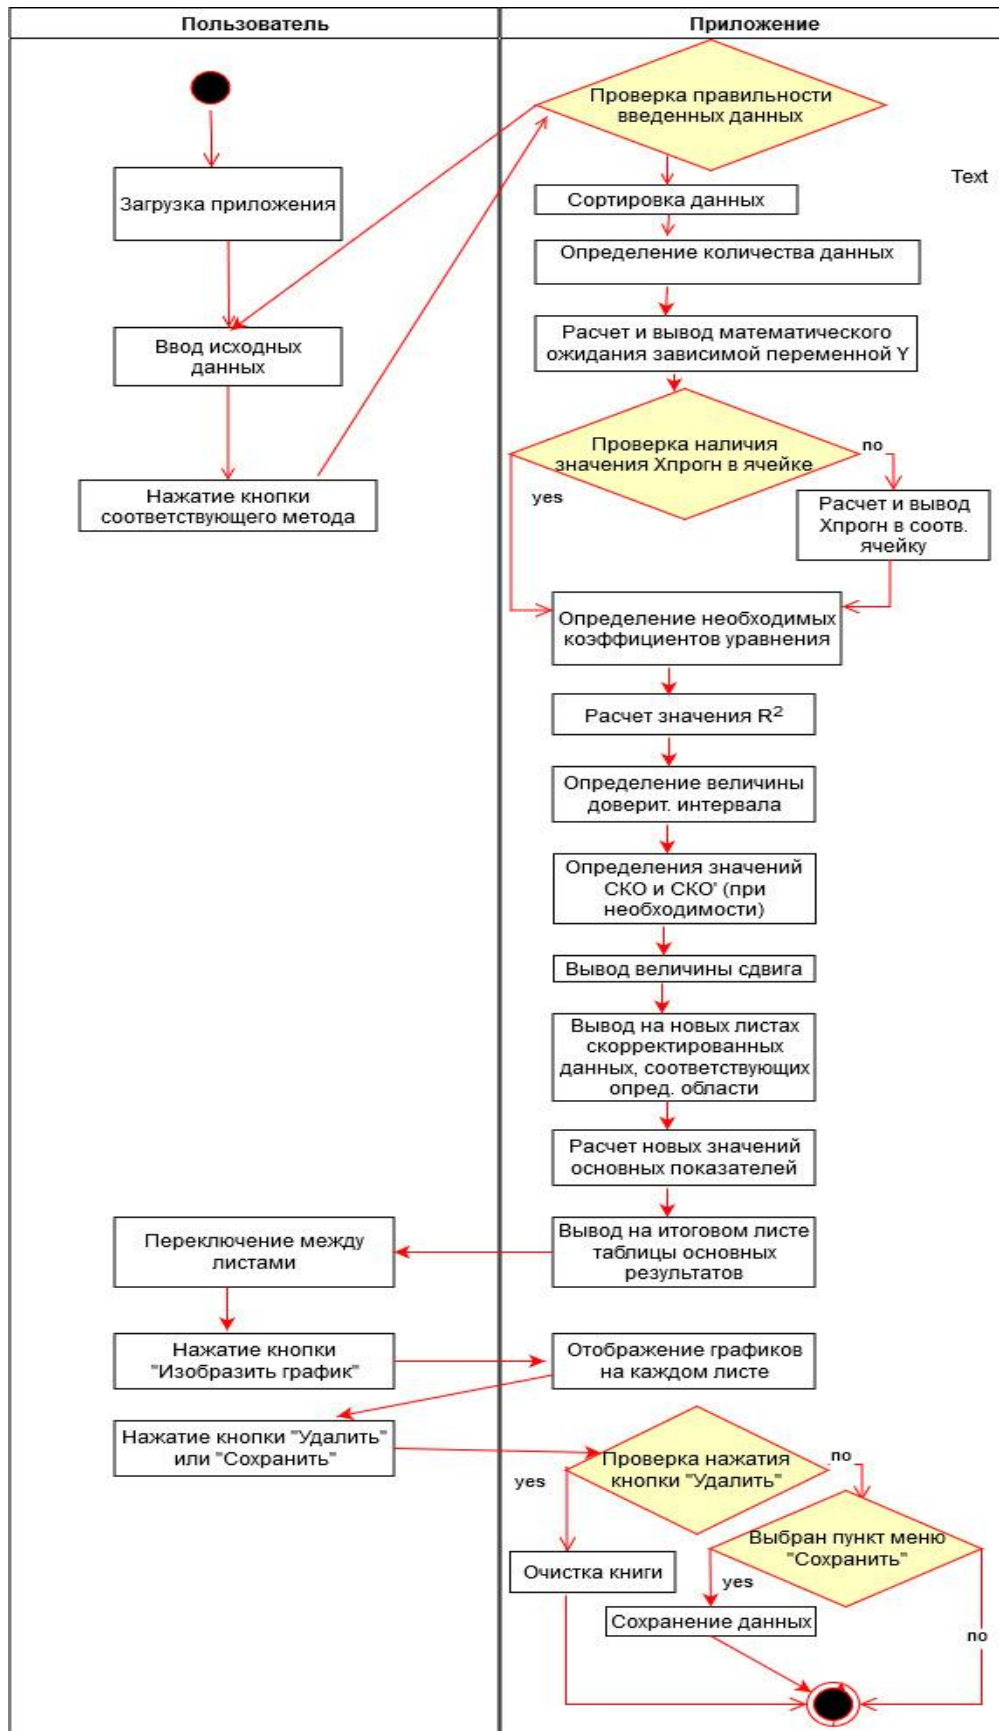 Пользователь
Приложение
Проверка правильности
введенных данных
Text
Загрузка приложения
Сортировка данных
Определение количества данных
Ввод исходных
данных
Расчет и вывод математического
ожидания зависимой переменной Y
Проверка наличия
значения Xпрогн в ячейке
no
yes
Нажатие кнопки
соответствующего метода
Расчет и вывод
Xпрогн в соотв.
ячейку
Определение необходимых
коэффициентов уравнения
Расчет значения R²
Определение величины
доверит. интервала
Определения значений
СКО и СКО' (при
необходимости)
Вывод величины сдвига
Вывод на новых листах
скорректированных
данных, соответствующих
опред. области
Расчет новых значений
основных показателей
Вывод на итоговом листе
таблицы основных
результатов
Переключение между
листами
Нажатие кнопки
"Изобразить график"
Отображение графиков
на каждом листе
Нажатие кнопки "Удалить"
или "Сохранить"
Проверка нажатия
кнопки "Удалить"
no
yes
Выбран пункт меню
"Сохранить"
Очистка книги
yes
Сохранение данных
no